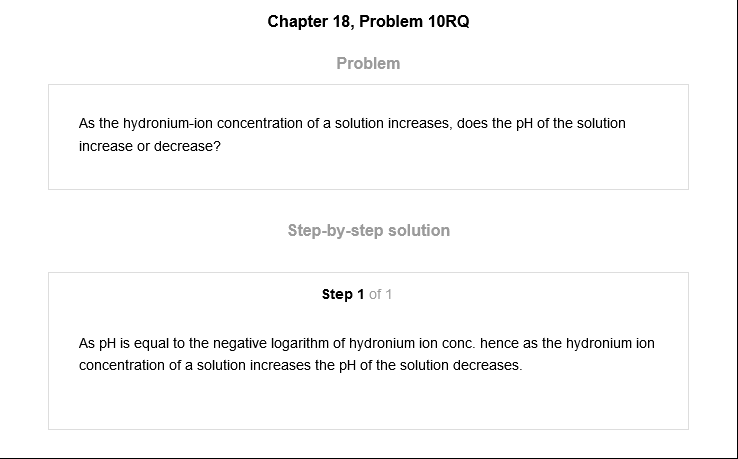 Chapter 18, Problem 10RQ
Problem
As the hydronium-ion concentration of a solution increases, does the pH of the solution
increase or decrease?
Step-by-step solution
Step 1 of 1
As pH is equal to the negative logarithm of hydronium ion conc. hence as the hydronium ion
concentration of a solution increases the pH of the solution decreases.